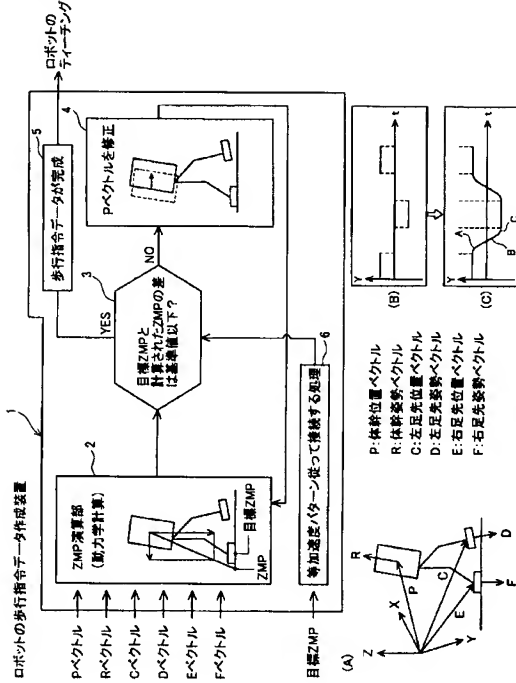 ロボットの歩行指令データ作成装置
1
Pベクトル
Rベクトル
Cベクトル
Dベクトル
Eベクトル
Fベクトル
2
ZMP演算部
(動力学計算)
ZMP
目標ZMP
3
目標ZMPと
計算されたZMPの差
は基準値以下?
YES
NO
4
Pベクトルを修正
5
歩行指令データが完成
ロボットの
ティーチング
目標ZMP
6
等加速度パターン従って接続する処理
(A)
Z
X
Y
R
P
C
E
D
F
P:体幹位置ベクトル
R:体幹姿勢ベクトル
C:左足先位置ベクトル
D:左足先姿勢ベクトル
E:右足先位置ベクトル
F:右足先姿勢ベクトル
(B)
Y
t
(C)
Y
t
A
B
C